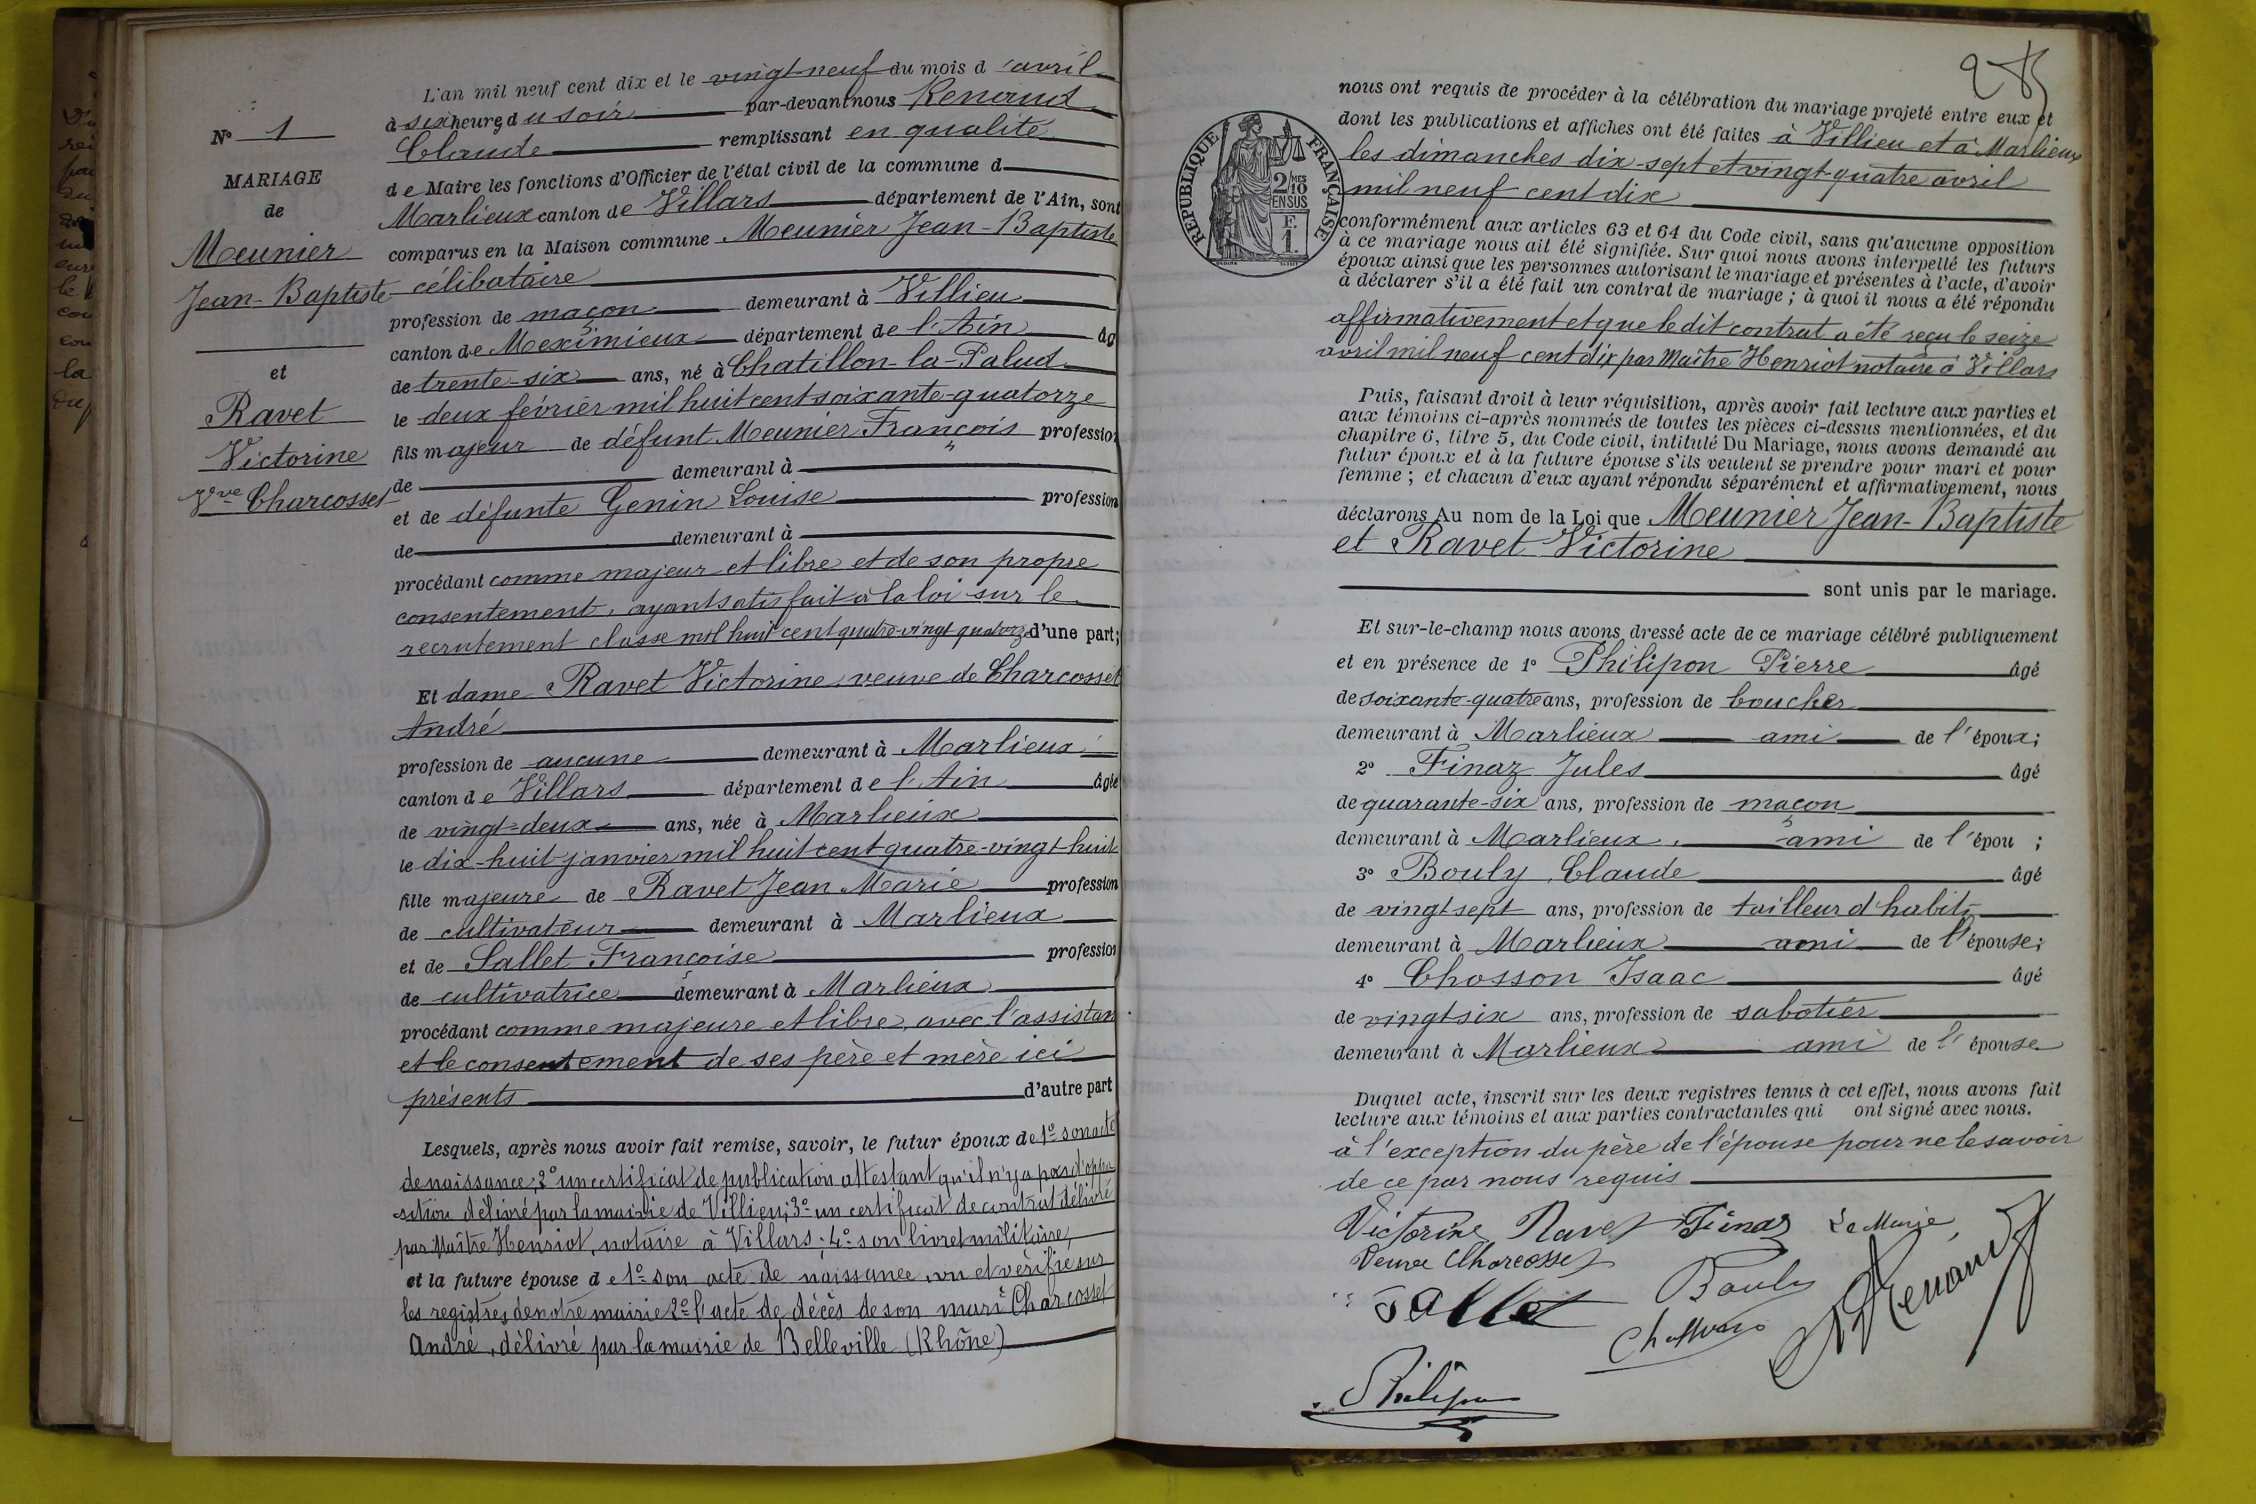 N° 1
MARIAGE
de
Meunier
Jean-Baptiste
et
Ravet
Victorine
Vve Charcosset
L'an mil neuf cent dix et le vingt-neuf du mois d'avril
à six heures du soir par-devant nous Renaud
Claude remplissant en qualité
de Maire les fonctions d'Officier de l'état civil de la commune d
Marlieux canton de Villars département de l'Ain, sont
comparus en la Maison commune Meunier Jean-Baptiste
célibataire
profession de maçon demeurant à Villieu
canton de Meximieux département de l'Ain âg
de trente-six ans, né à Chatillon-la-Palud
le deux février mil huit cent soixante-quatorze
fils majeur de défunt Meunier François profession
de demeurant à
et de défunte Genin Louise profession
de demeurant à
procédant comme majeur et libre et de son propre
consentement, ayant satisfait à la loi sur le
recrutement classe mil huit cent quatre-vingt quatorze d'une part;
Et dame Ravet Victorine veuve de Charcosset
André
profession de aucune demeurant à Marlieux
canton de Villars département de l'Ain âgée
de vingt-deux ans, née à Marlieux
le dix-huit janvier mil huit cent quatre-vingt-huit
fille majeure de Ravet Jean Marie profession
de cultivateur demeurant à Marlieux
et de Sallet Françoise profession
de cultivatrice demeurant à Marlieux
procédant comme majeure et libre, avec l'assistan
et le consentement de ses père et mère ici
présents d'autre part
Lesquels, après nous avoir fait remise, savoir, le futur époux de 1° son acte
de naissance; 2° un certificat de publication attestant qu'il n'y a pas d'oppo
sition délivré par la mairie de Villieu; 3° un certificat de contrat délivré
par Maître Henriot, notaire à Villars; 4° son livret militaire,
et la future épouse de 1° son acte de naissance, vu et vérifié sur
les registres de notre mairie 2° l'acte de décès de son mari Charcosset
André, délivré par la mairie de Belleville (Rhône)
285
RÉPUBLIQUE FRANÇAISE
2/10 MES
EN SUS
F.
1.
nous ont requis de procéder à la célébration du mariage projeté entre eux et
dont les publications et affiches ont été faites à Villieu et à Marlieux
les dimanches dix-sept et vingt-quatre avril
mil neuf cent dix
conformément aux articles 63 et 64 du Code civil, sans qu'aucune opposition
à ce mariage nous ait été signifiée. Sur quoi nous avons interpellé les futurs
époux ainsi que les personnes autorisant le mariage et présentes à l'acte, d'avoir
à déclarer s'il a été fait un contrat de mariage; à quoi il nous a été répondu
affirmativement et que le dit contrat a été reçu le seize
avril mil neuf cent dix par Maître Henriot notaire à Villars
Puis, faisant droit à leur réquisition, après avoir fait lecture aux parties et
aux témoins ci-après nommés de toutes les pièces ci-dessus mentionnées, et du
chapitre 6, titre 5, du Code civil, intitulé Du Mariage, nous avons demandé au
futur époux et à la future épouse s'ils veulent se prendre pour mari et pour
femme; et chacun d'eux ayant répondu séparément et affirmativement, nous
déclarons Au nom de la Loi que Meunier Jean-Baptiste
et Ravet Victorine
sont unis par le mariage.
Et sur-le-champ nous avons dressé acte de ce mariage célébré publiquement
et en présence de 1° Philipon Pierre âgé
de soixante-quatre ans, profession de boucher
demeurant à Marlieux ami de l'époux;
2° Finaz Jules âgé
de quarante-six ans, profession de maçon
demeurant à Marlieux, ami de l'épou ;
3° Bouly Claude âgé
de vingt sept ans, profession de tailleur d'habits
demeurant à Marlieux ami de l'épouse;
4° Chosson Isaac âgé
de vingt six ans, profession de sabotier
demeurant à Marlieux ami de l'épouse
Duquel acte, inscrit sur les deux registres tenus à cet effet, nous avons fait
lecture aux témoins et aux parties contractantes qui ont signé avec nous.
à l'exception du père de l'épouse pour ne le savoir
de ce par nous requis
Victorine Ravet Finaz Le Maire,
Veuve Charcosset
Sallet Bouly Renaud
Chosson
Philipon